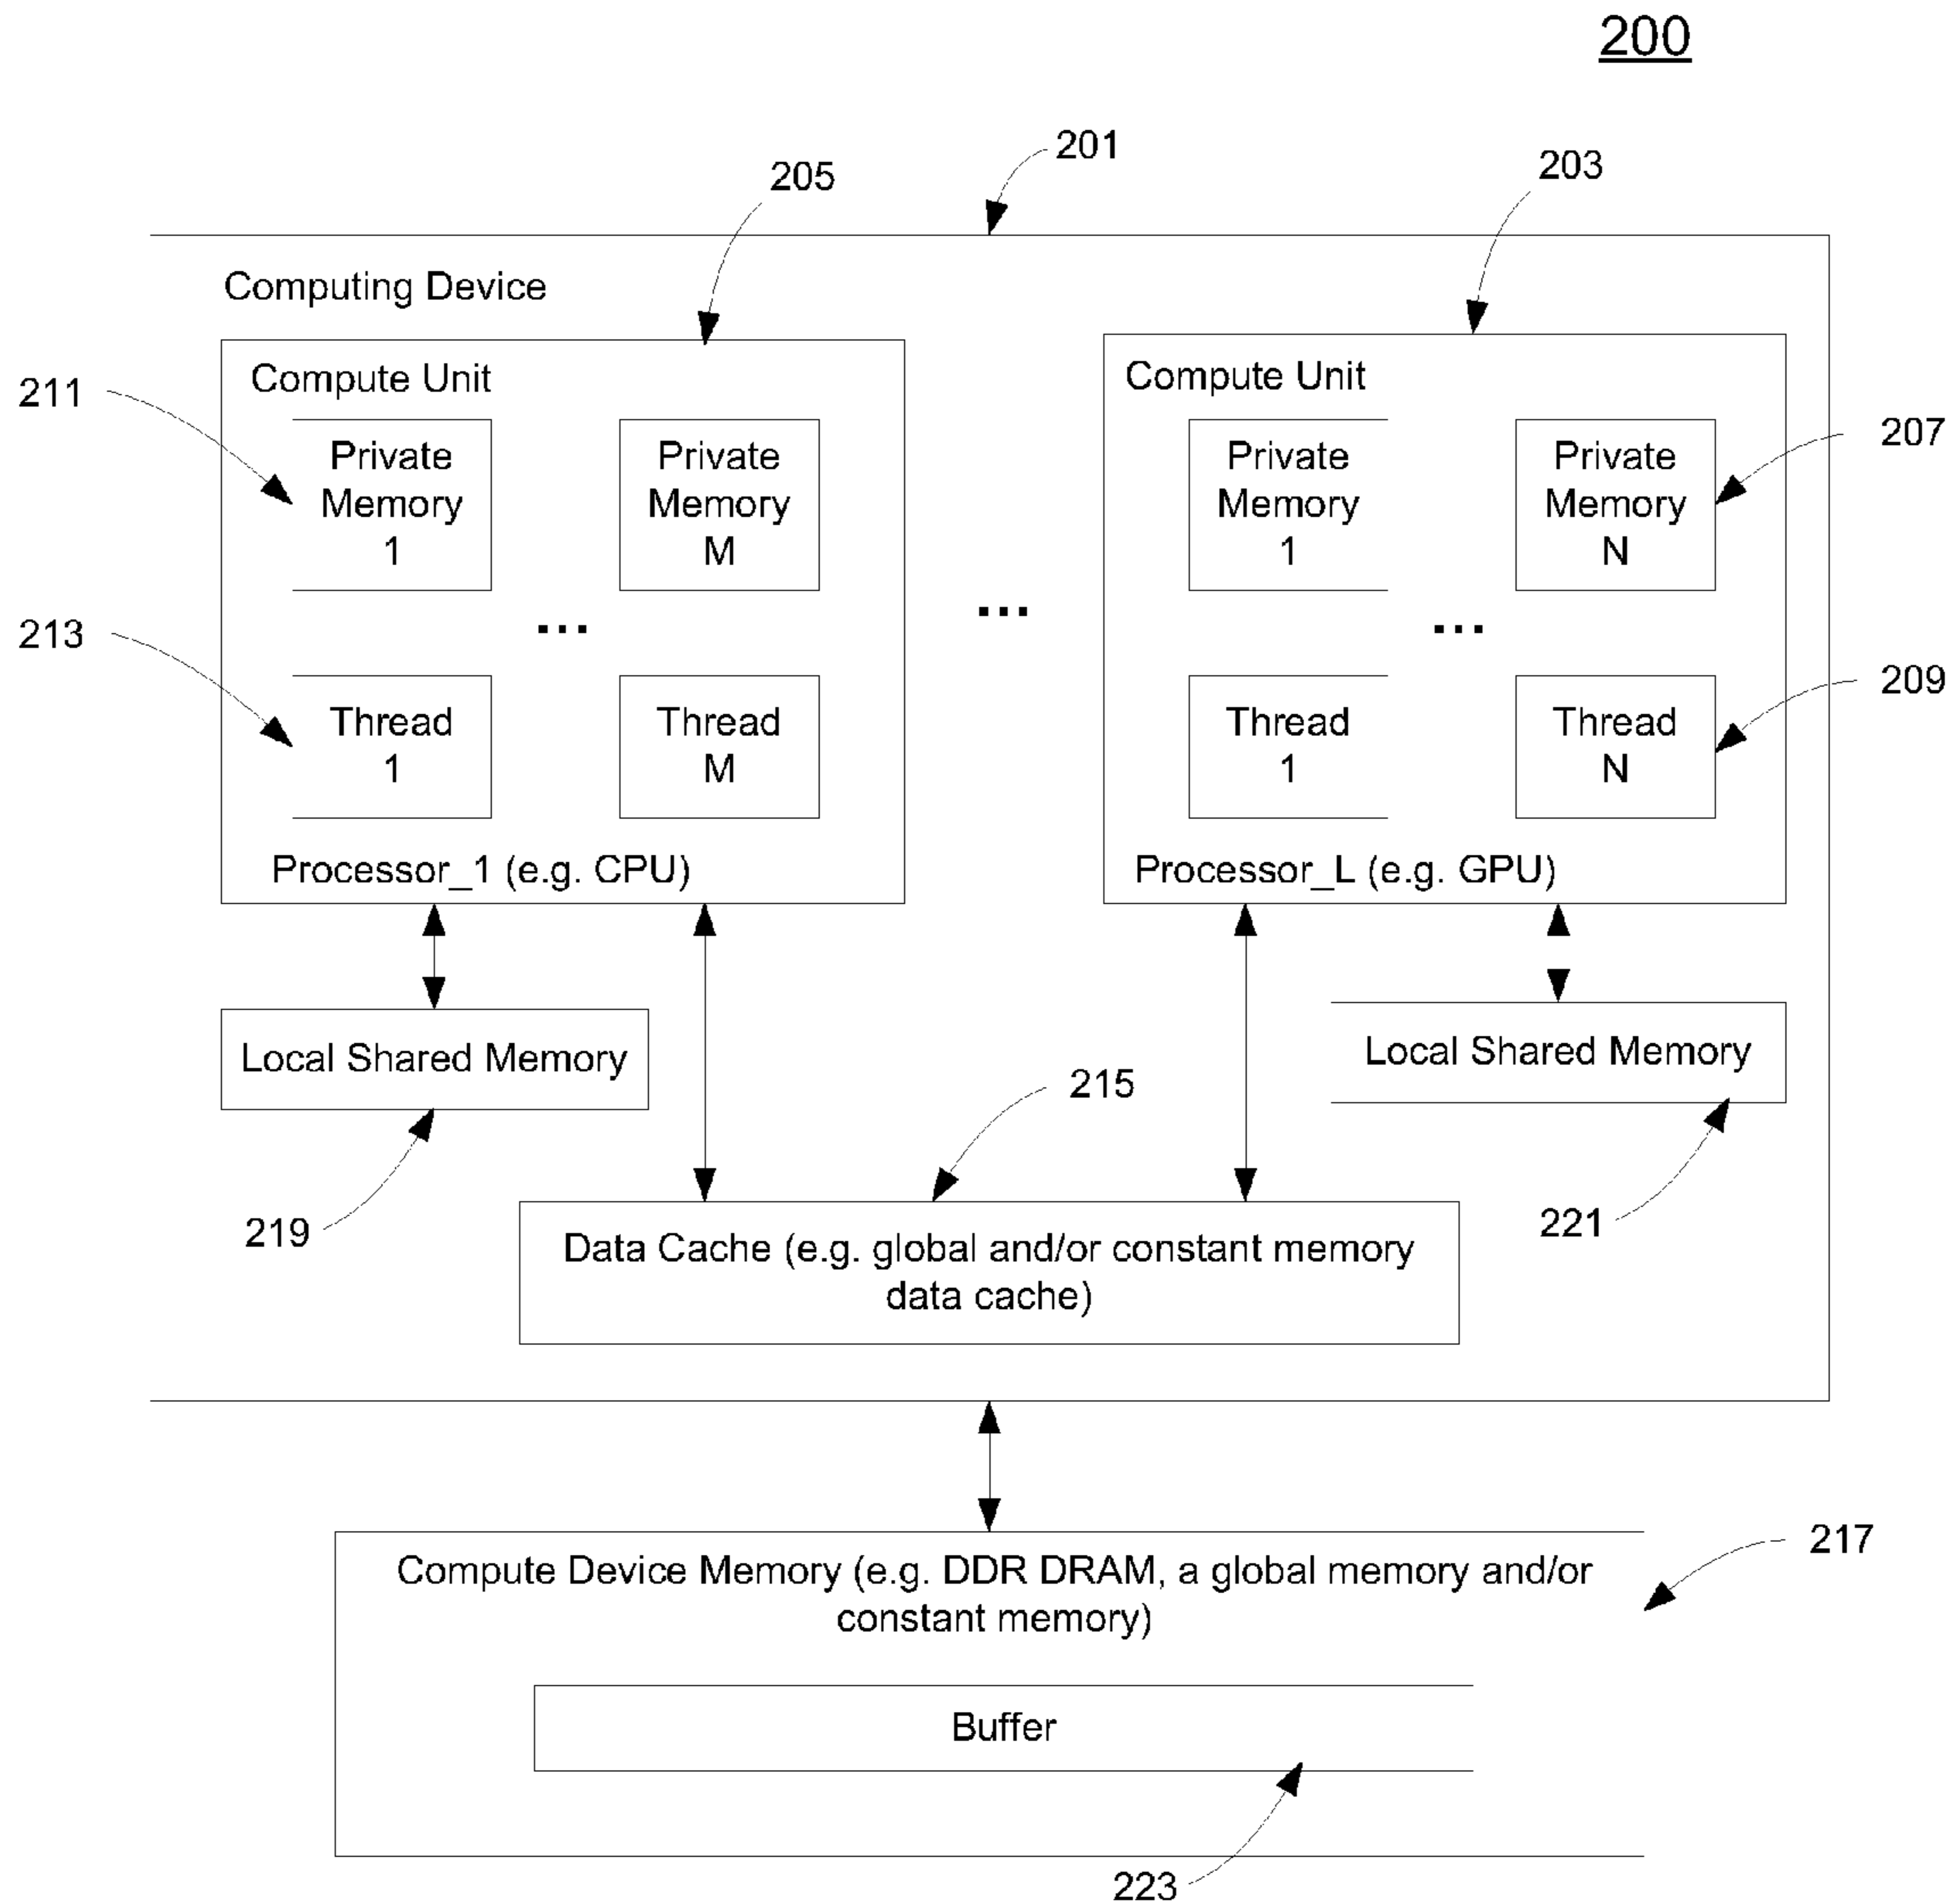 200
201
205
203
Computing Device
Compute Unit
Compute Unit
211
207
Private
Memory
1
Private
Memory
M
Private
Memory
1
Private
Memory
N
...
...
...
213
209
Thread
1
Thread
M
Thread
1
Thread
N
Processor_1 (e.g. CPU)
Processor_L (e.g. GPU)
Local Shared Memory
Local Shared Memory
215
219
221
Data Cache (e.g. global and/or constant memory
data cache)
217
Compute Device Memory (e.g. DDR DRAM, a global memory and/or
constant memory)
Buffer
223